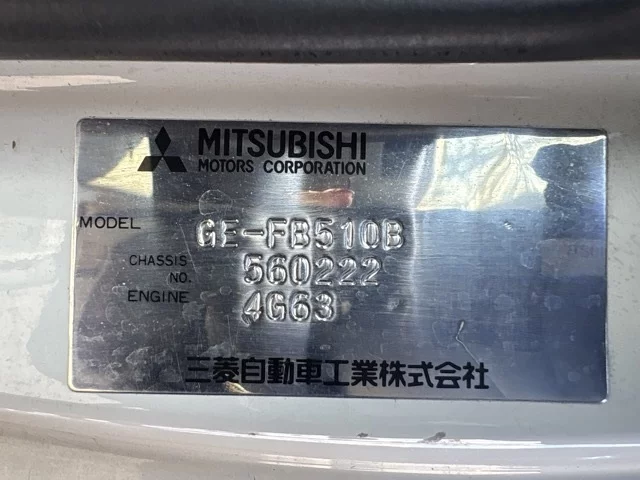 MITSUBISHI
MOTORS CORPORATION
MODEL GE-FB510B
CHASSIS NO. 560222
ENGINE 4G63
三菱自動車工業株式会社